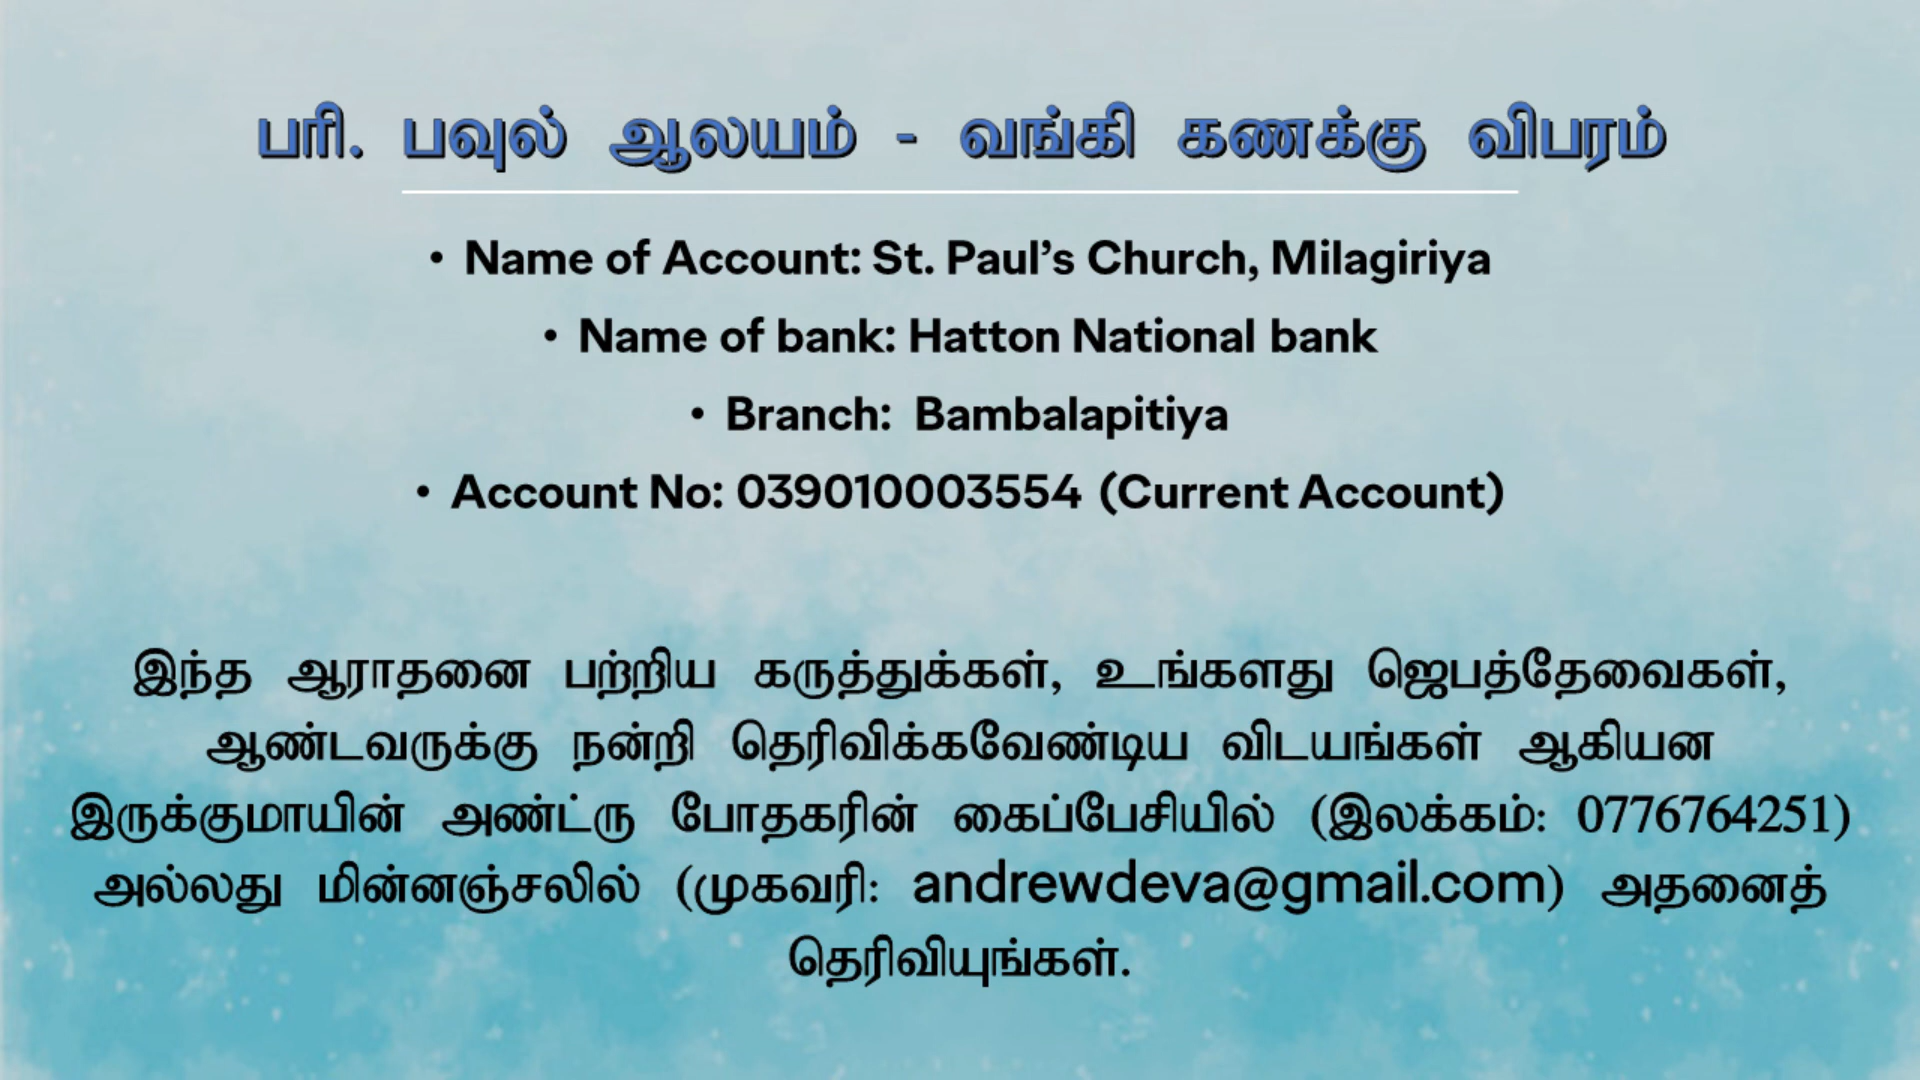 பரி. பவுல் ஆலயம் - வங்கி கணக்கு விபரம்
• Name of Account: St. Paul’s Church, Milagiriya
• Name of bank: Hatton National bank
• Branch: Bambalapitiya
• Account No: 039010003554 (Current Account)
இந்த ஆராதனை பற்றிய கருத்துக்கள், உங்களது ஜெபத்தேவைகள்,
ஆண்டவருக்கு நன்றி தெரிவிக்கவேண்டிய விடயங்கள் ஆகியன
இருக்குமாயின் அண்ட்ரு போதகரின் கைப்பேசியில் (இலக்கம்: 0776764251)
அல்லது மின்னஞ்சலில் (முகவரி: andrewdeva@gmail.com) அதனைத்
தெரிவியுங்கள்.